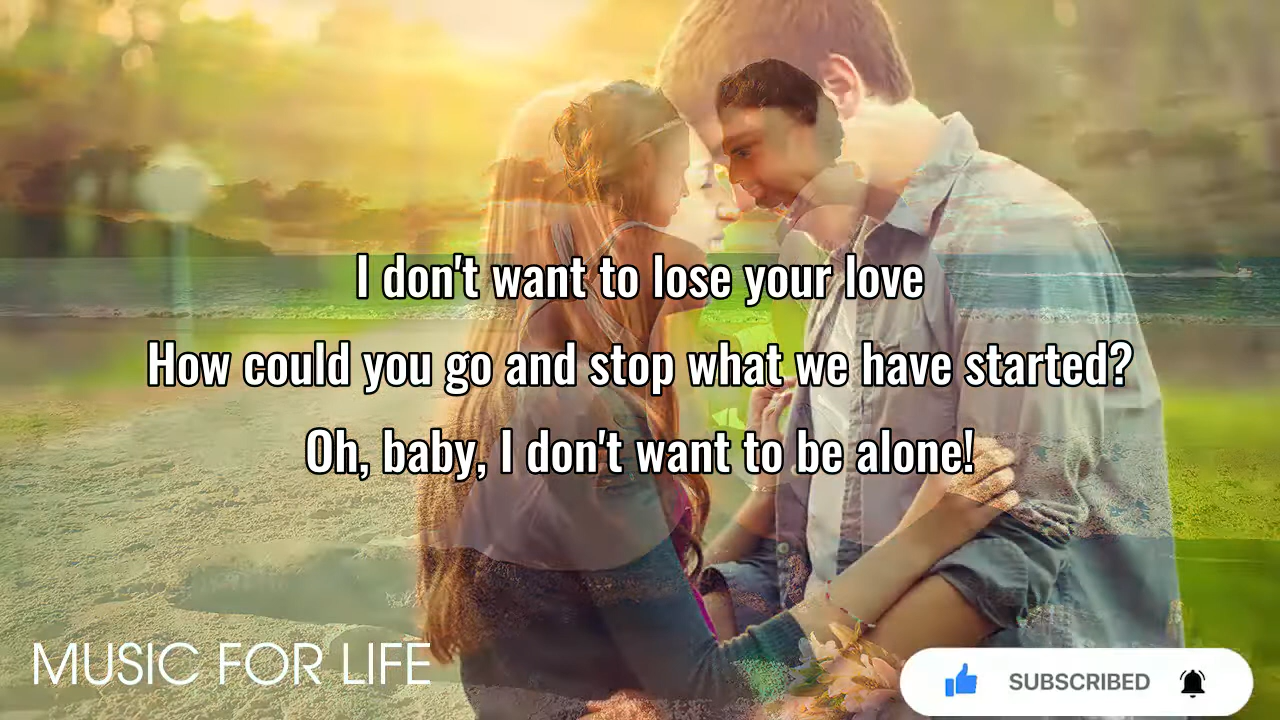 I don't want to lose your love
How could you go and stop what we have started?
Oh, baby, I don't want to be alone!
MUSIC FOR LIFE
SUBSCRIBED